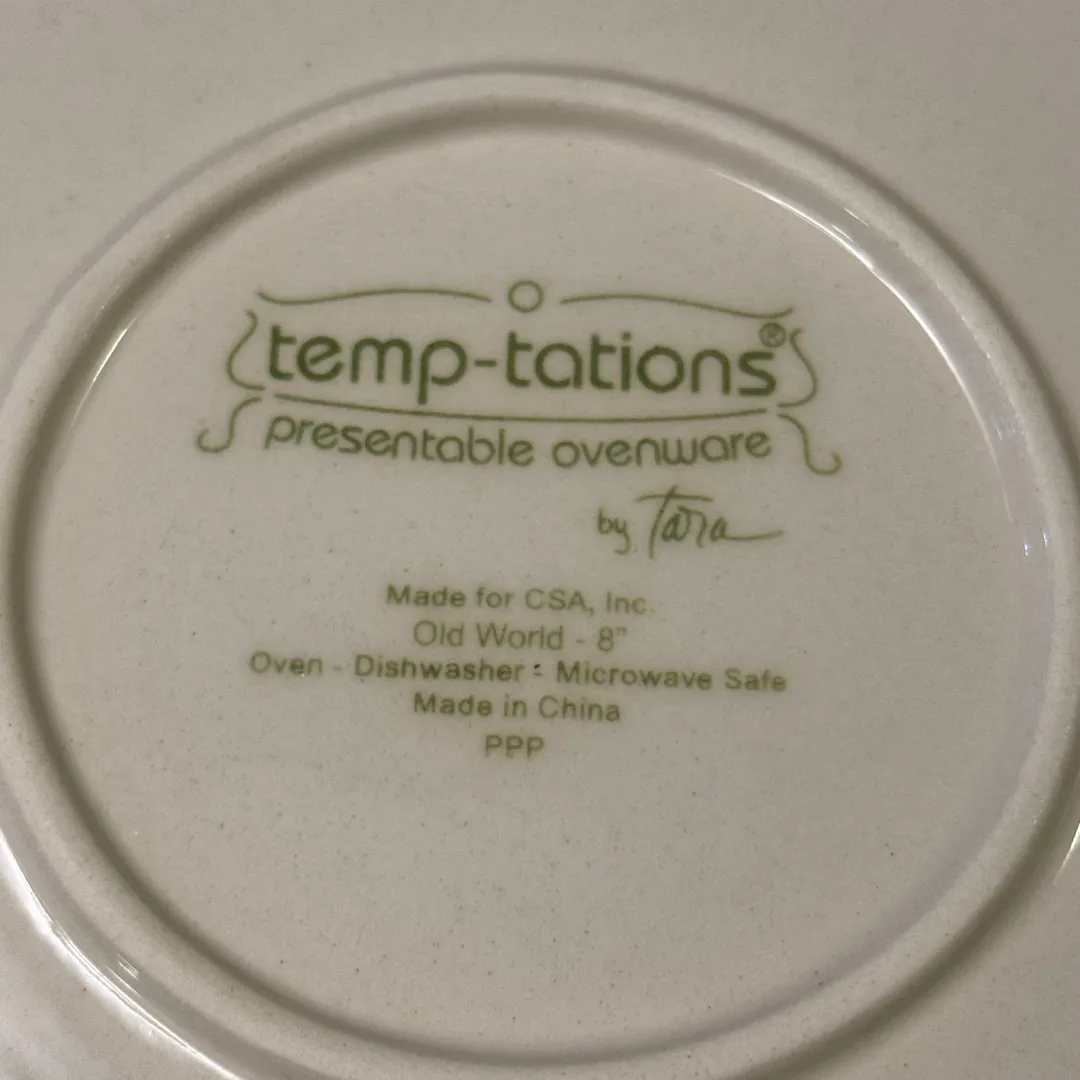 temp-tations®
presentable ovenware
by Tara
Made for CSA, Inc.
Old World - 8"
Oven - Dishwasher - Microwave Safe
Made in China
PPP